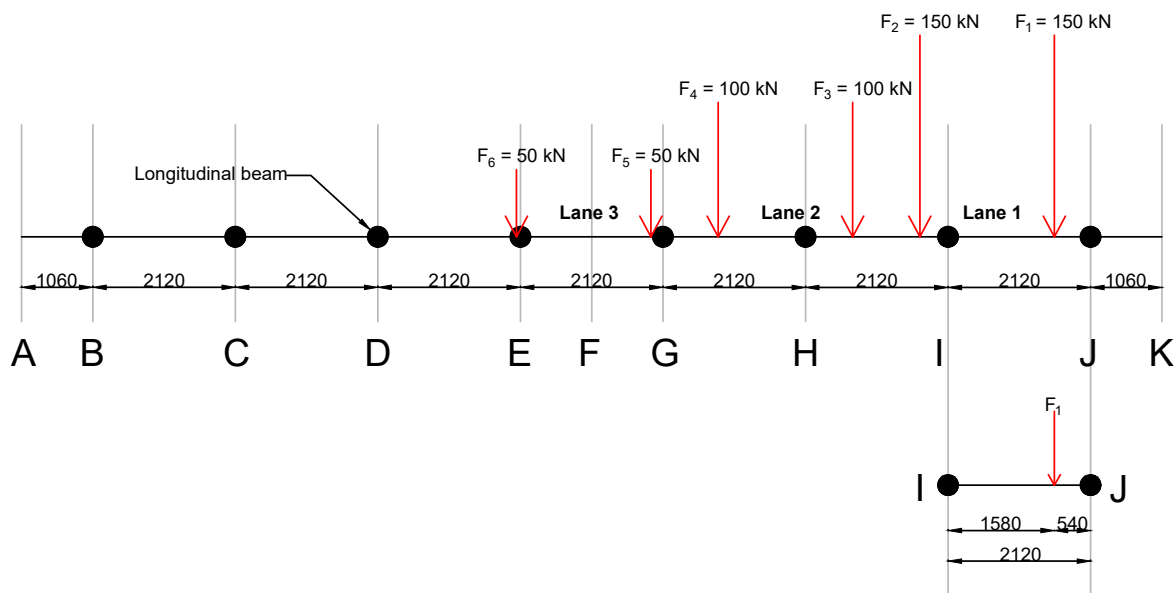 F2 = 150 kN
F1 = 150 kN
F4 = 100 kN
F3 = 100 kN
F6 = 50 kN
F5 = 50 kN
Longitudinal beam
Lane 3
Lane 2
Lane 1
1060 2120 2120 2120 2120 2120 2120 2120 1060
A B C D E F G H I J K
F1
I J
1580 540
2120